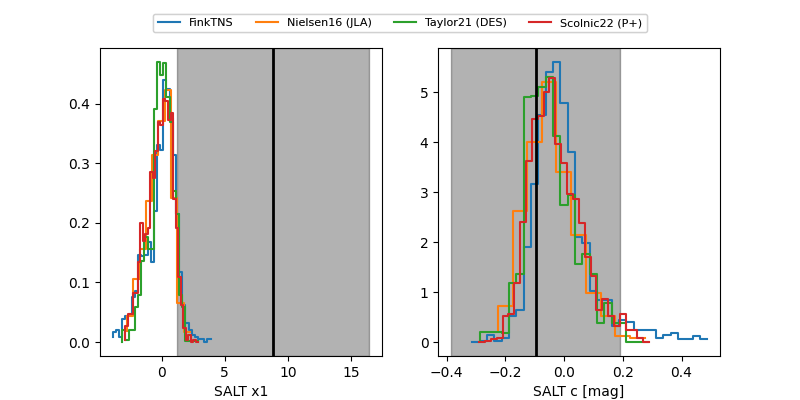 FinkTNS Nielsen16 (JLA) Taylor21 (DES) Scolnic22 (P+)
0.4
0.3
0.2
0.1
0.0
0 5 10 15
SALT x1
5
4
3
2
1
0
−0.4 −0.2 0.0 0.2 0.4
SALT c [mag]